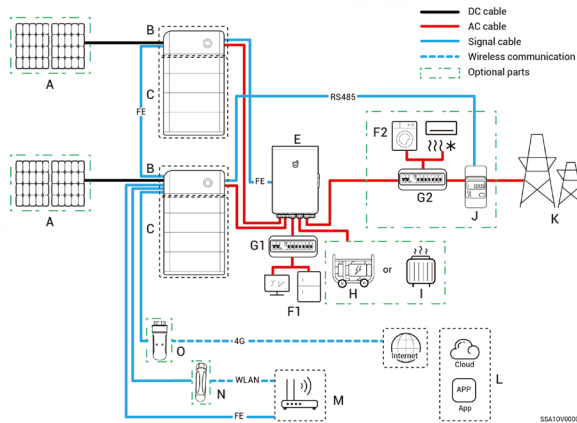 DC cable
AC cable
Signal cable
Wireless communication
Optional parts
B
A
C
FE
RS485
E
F2
B
A
C
FE
G2
J
K
G1
TV
F1
H
or
I
O
4G
Internet
Cloud
L
N
WLAN
M
APP
App
FE